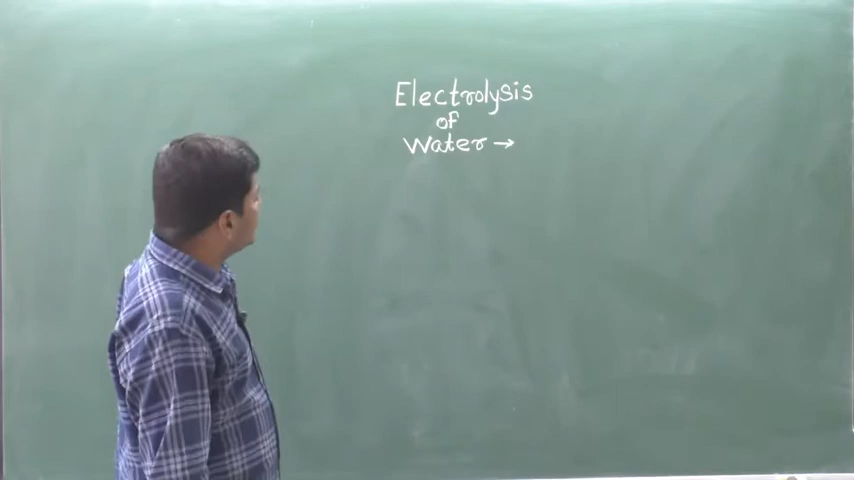 Electrolysis
of
Water →